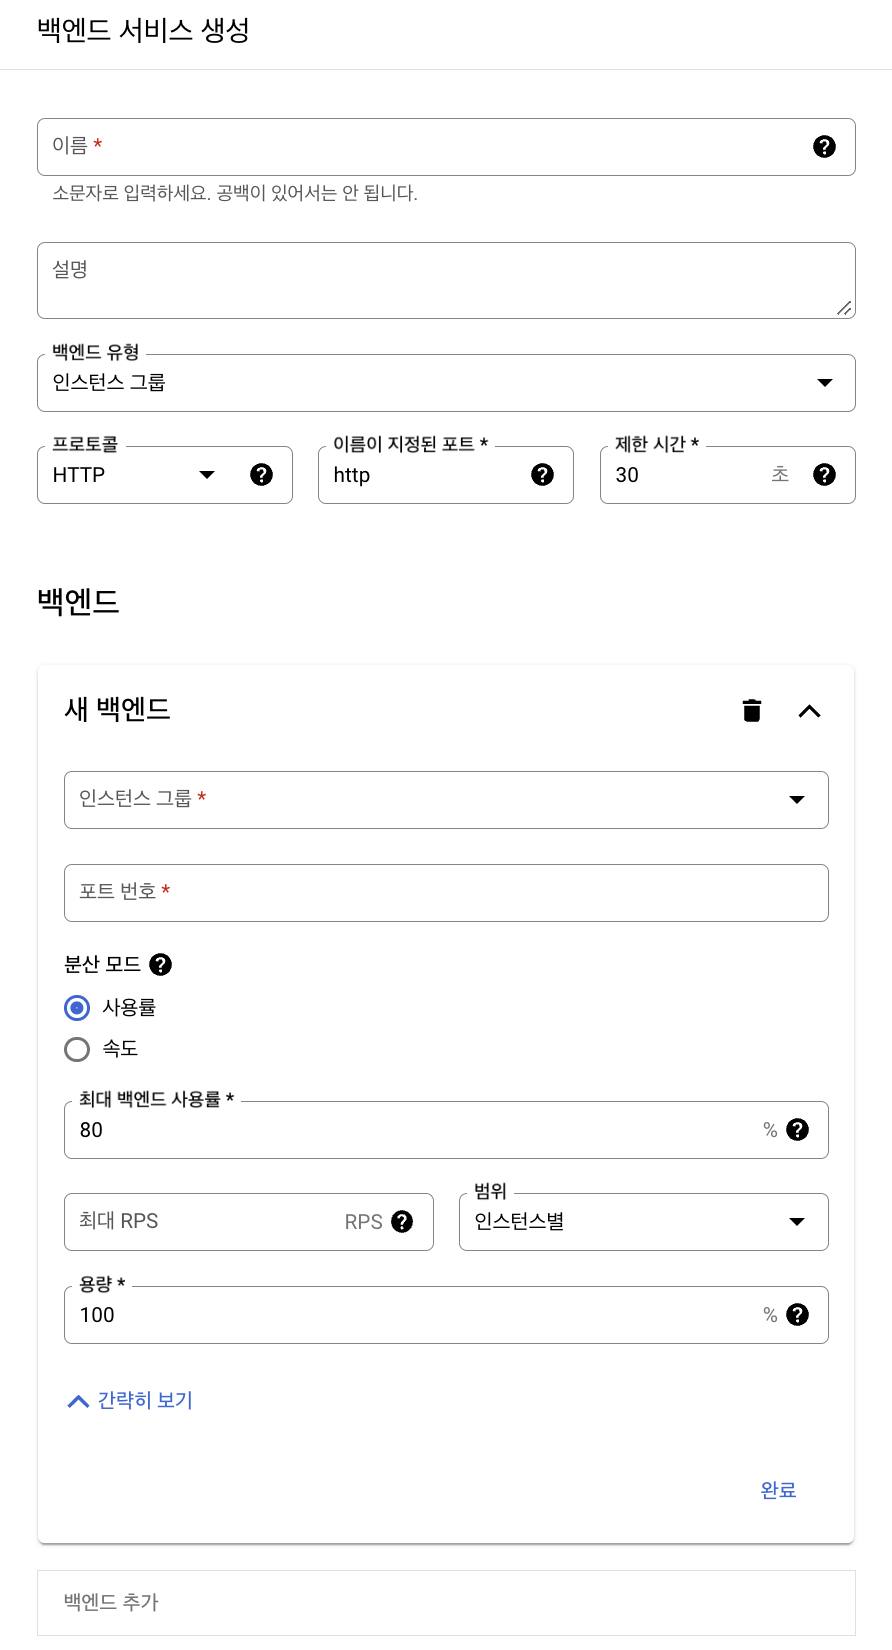 백엔드 서비스 생성
이름 *
소문자로 입력하세요. 공백이 있어서는 안 됩니다.
설명
백엔드 유형
인스턴스 그룹
프로토콜 이름이 지정된 포트 * 제한 시간 *
HTTP http 30 초
백엔드
새 백엔드
인스턴스 그룹 *
포트 번호 *
분산 모드
사용률
속도
최대 백엔드 사용률 *
80 %
범위
최대 RPS RPS 인스턴스별
용량 *
100 %
간략히 보기
완료
백엔드 추가